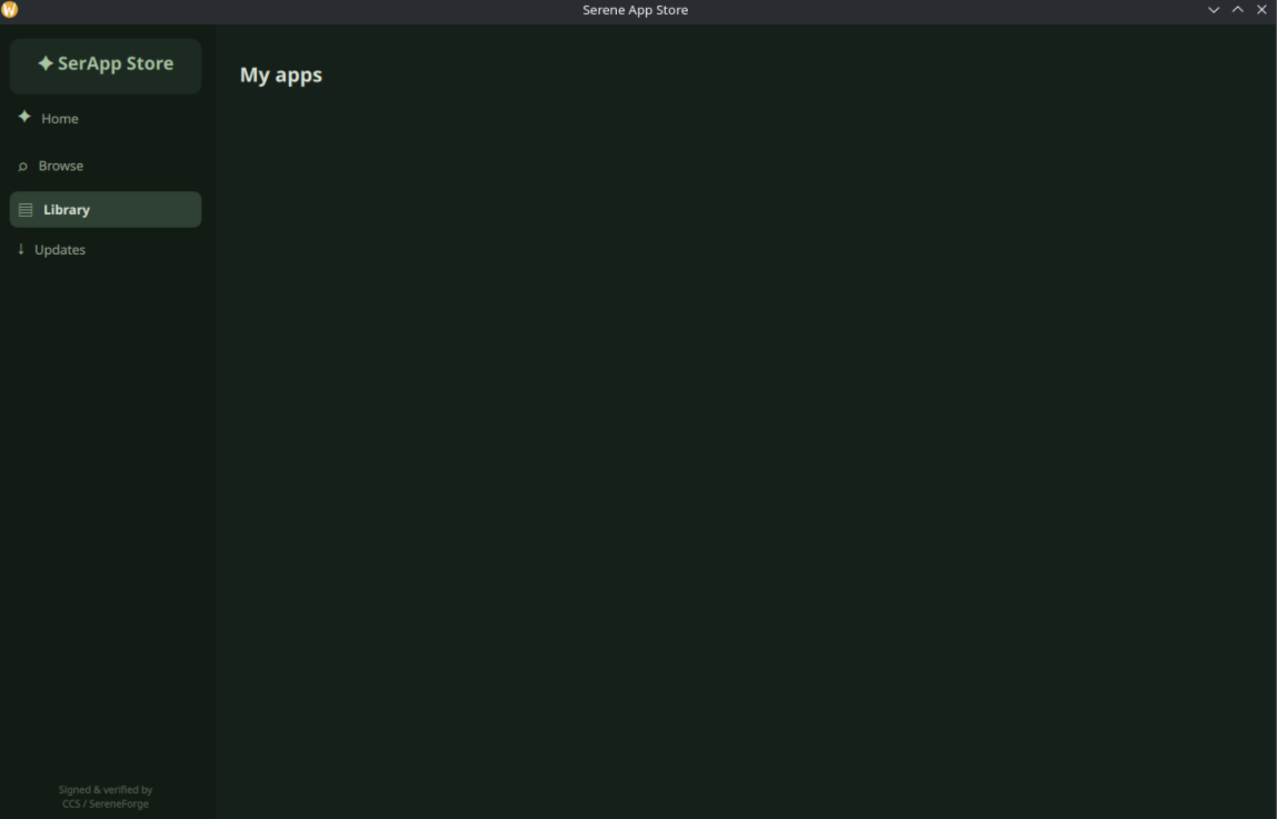 Serene App Store
✦ SerApp Store
✦ Home
⌕ Browse
▤ Library
↓ Updates
My apps
Signed & verified by
CCS / SereneForge